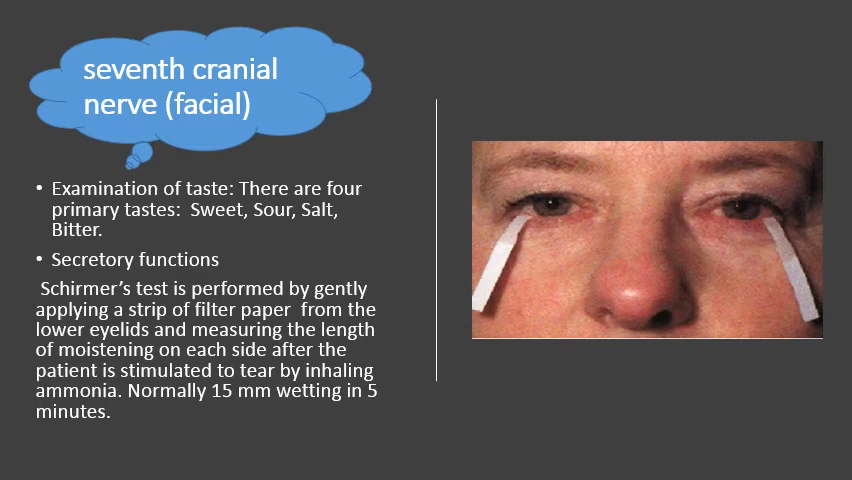 seventh cranial
nerve (facial)
• Examination of taste: There are four
primary tastes:  Sweet, Sour, Salt,
Bitter.
• Secretory functions
Schirmer’s test is performed by gently
applying a strip of filter paper  from the
lower eyelids and measuring the length
of moistening on each side after the
patient is stimulated to tear by inhaling
ammonia. Normally 15 mm wetting in 5
minutes.